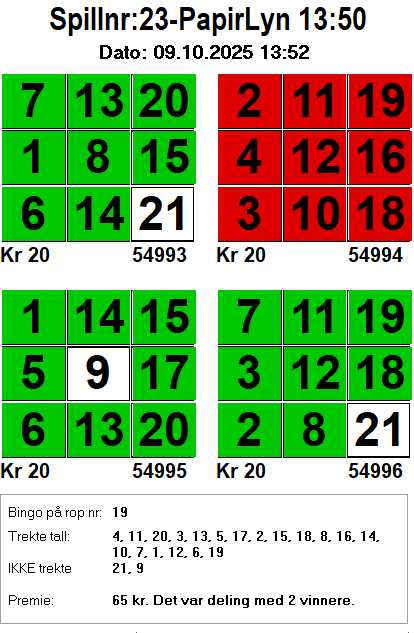 Spillnr:23-PapirLyn 13:50
Dato: 09.10.2025 13:52
7 13 20 2 11 19
1 8 15 4 12 16
6 14 21 3 10 18
Kr 20 54993 Kr 20 54994
1 14 15 7 11 19
5 9 17 3 12 18
6 13 20 2 8 21
Kr 20 54995 Kr 20 54996
Bingo på rop nr: 19
Trekte tall: 4, 11, 20, 3, 13, 5, 17, 2, 15, 18, 8, 16, 14,
10, 7, 1, 12, 6, 19
IKKE trekte 21, 9
Premie: 65 kr. Det var deling med 2 vinnere.